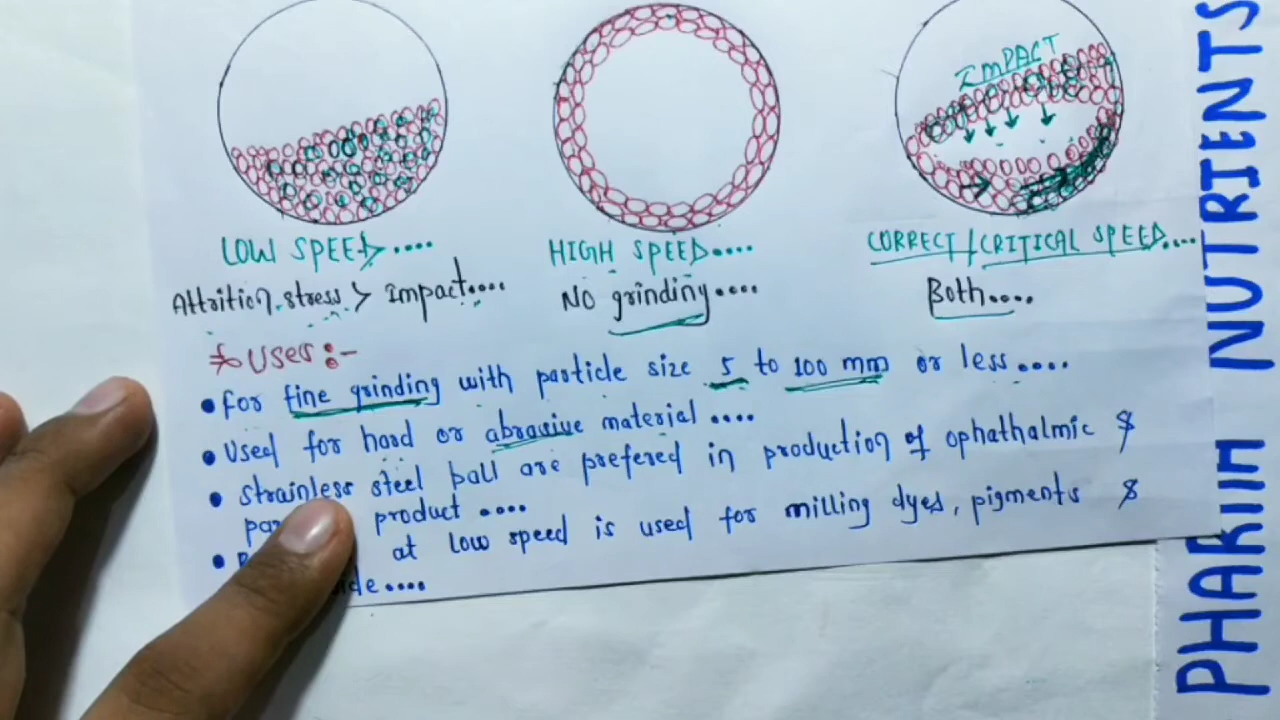 IMPACT
LOW SPEED....
HIGH SPEED....
CORRECT/CRITICAL SPEED....
Attrition stress > Impact....
No grinding....
Both....
* Uses:-
• For fine grinding with particle size 5 to 100 mm or less....
• Used for hard or abrasive material....
• Strainless steel ball are prefered in production of ophathalmic &
product....
• at low speed is used for milling dyes, pigments &
PHARIIM NUTRIENTS